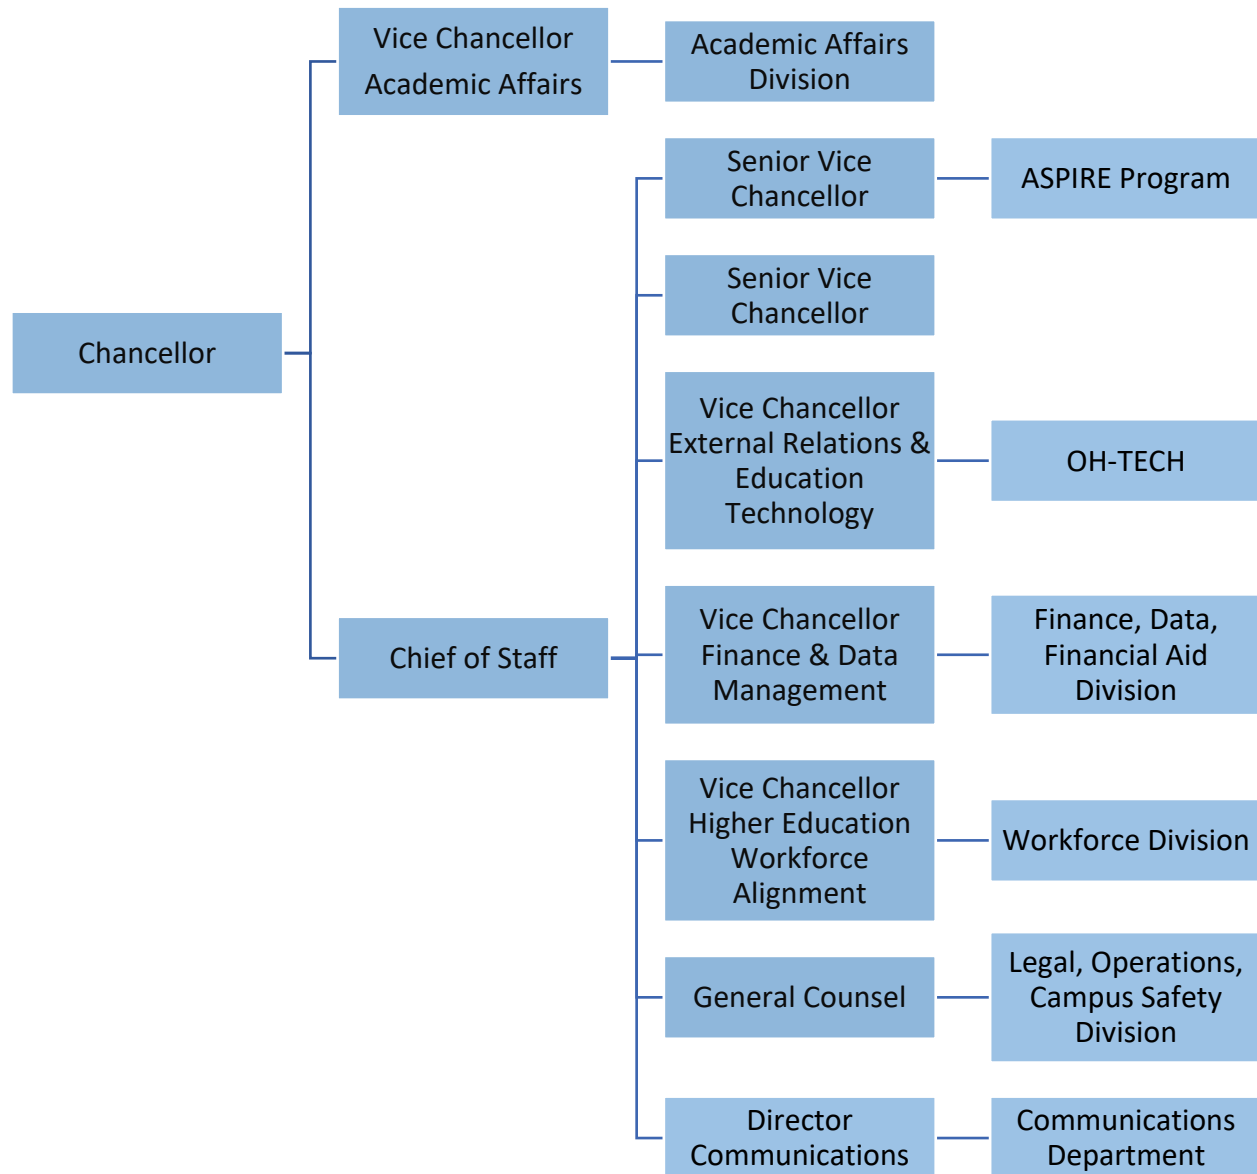 Vice Chancellor
Academic Affairs
Academic Affairs
Division
Senior Vice
Chancellor
ASPIRE Program
Senior Vice
Chancellor
Chancellor
Vice Chancellor
External Relations &
Education
Technology
OH-TECH
Chief of Staff
Vice Chancellor
Finance & Data
Management
Finance, Data,
Financial Aid
Division
Vice Chancellor
Higher Education
Workforce
Alignment
Workforce Division
General Counsel
Legal, Operations,
Campus Safety
Division
Director
Communications
Communications
Department